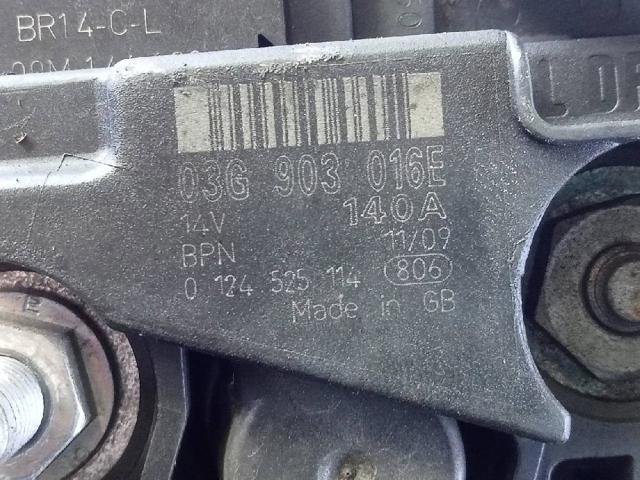 BR14-C-L
03G 903 016E
14V 140A
BPN 11/09
0 124 525 114 806
Made in GB